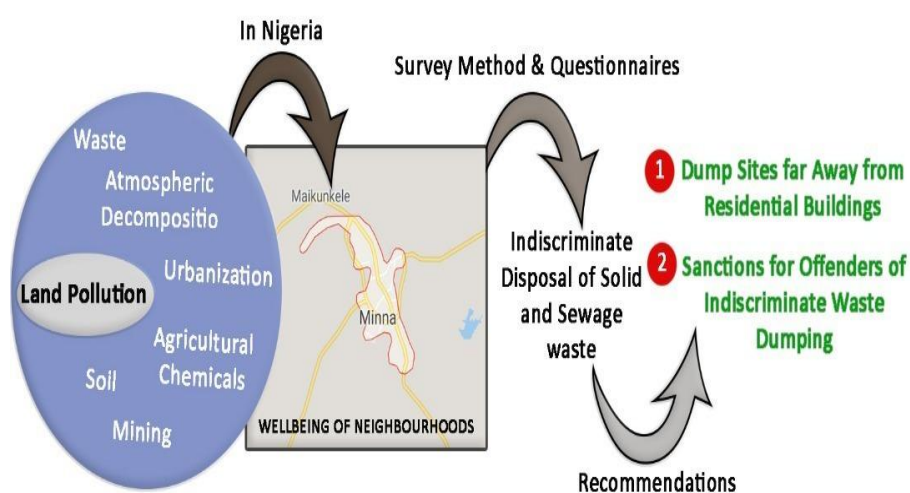 In Nigeria
Survey Method & Questionnaires
Waste
Atmospheric
Decompositio
Land Pollution
Urbanization
Agricultural
Chemicals
Soil
Mining
Maikunkele
Minna
WELLBEING OF NEIGHBOURHOODS
Indiscriminate
Disposal of Solid
and Sewage
waste
1 Dump Sites far Away from
Residential Buildings
2 Sanctions for Offenders of
Indiscriminate Waste
Dumping
Recommendations